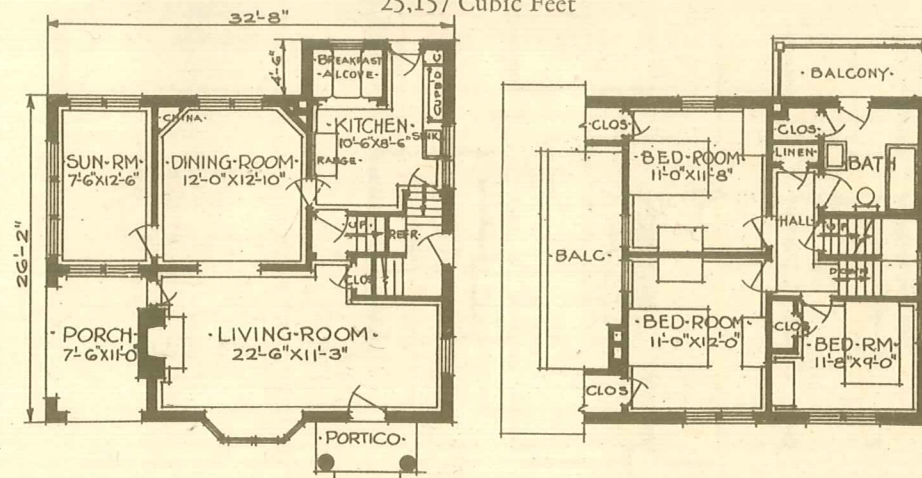 25,157 Cubic Feet
32'-8"
4'-6"
26'-2"
BREAKFAST
ALCOVE
CUPB'D
C
CHINA
KITCHEN
10'-6"X8'-6"
SINK
RANGE
SUN-RM
7'-6"X12'-6"
DINING-ROOM
12'-0"X12'-10"
UP
REFR.
CLOS
PORCH
7'-6"X11'-0
LIVING-ROOM
22'-6"X11'-3"
PORTICO
BALCONY
CLOS
BED-ROOM
11'-0"X11'-8"
CLOS
LINEN
BATH
HALL
UP
DOWN
BALC
BED-ROOM
11'-0"X12'-0"
CLOS
BED-RM
11'-8"X9'-0"
CLOS